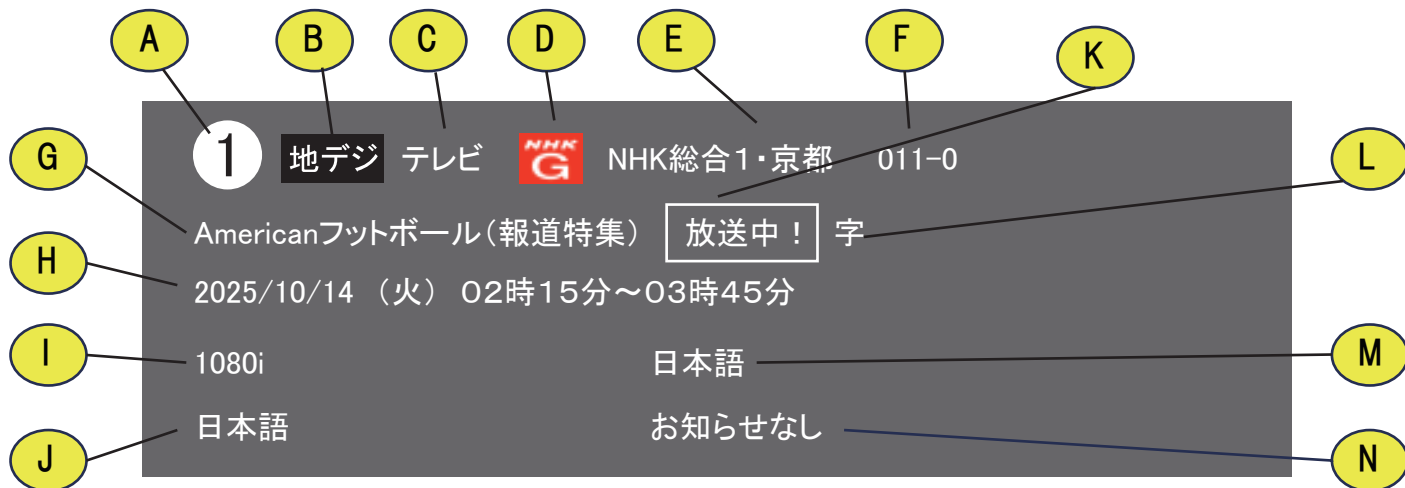 A B C D E F K
1 地デジ テレビ NHK G NHK総合1・京都 011-0
G L
Americanフットボール（報道特集） 放送中！ 字
H
2025/10/14 （火） 02時15分～03時45分
I 1080i 日本語 M
J 日本語 お知らせなし N